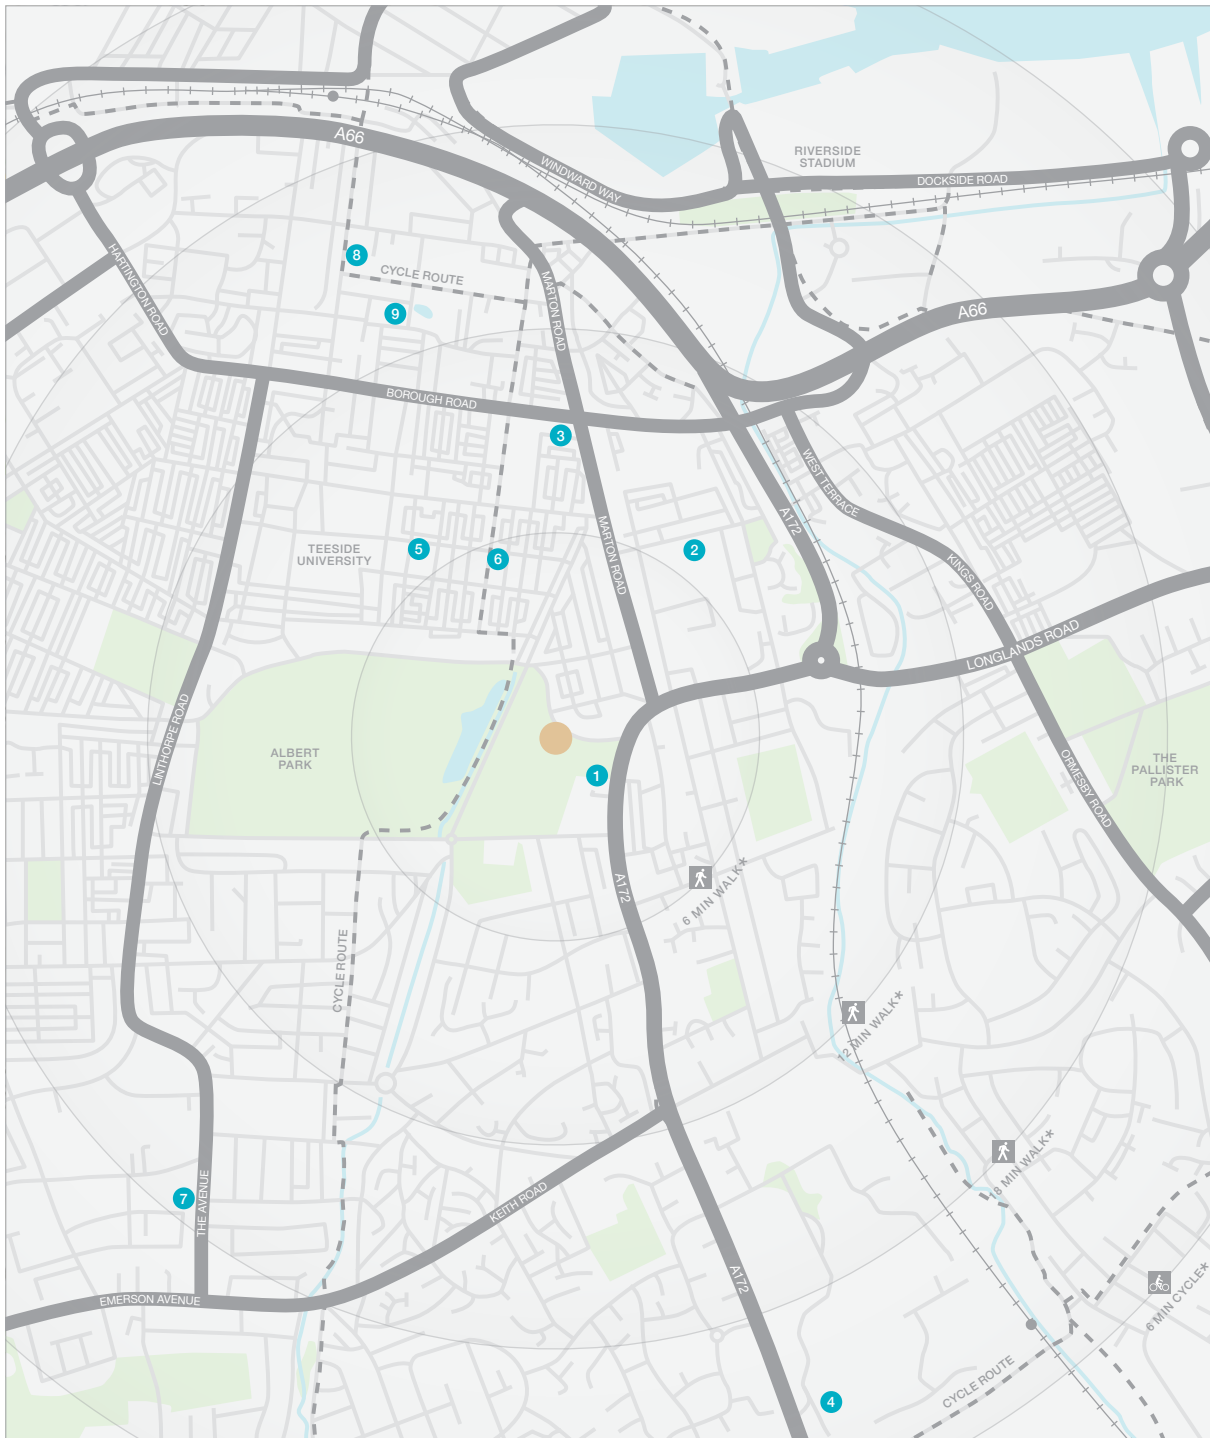 A66
WINDWARD WAY
RIVERSIDE
STADIUM
DOCKSIDE ROAD
HARTINGTON ROAD
8
CYCLE ROUTE
MARTON ROAD
9
A66
BOROUGH ROAD
3
WEST TERRACE
A172
MARTON ROAD
TEESIDE
UNIVERSITY
5
6
2
KINGS ROAD
LONGLANDS ROAD
LINTHORPE ROAD
ALBERT
PARK
1
ORMESBY ROAD
THE
PALLISTER
PARK
A172
6 MIN WALK*
CYCLE ROUTE
12 MIN WALK*
18 MIN WALK*
7
THE AVENUE
KEITH ROAD
A172
6 MIN CYCLE*
EMERSON AVENUE
CYCLE ROUTE
4